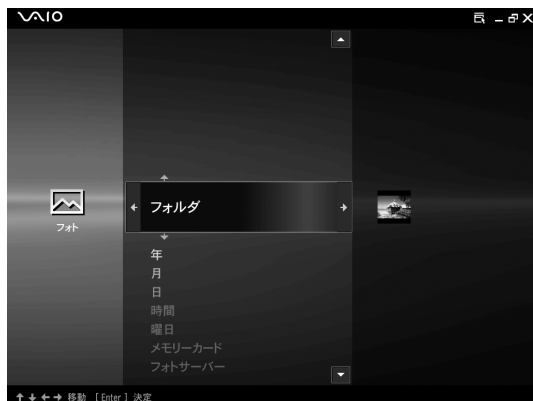 VAIO
フォルダ
フォト
年
月
日
時間
曜日
メモリーカード
フォトサーバー
↑↓←→ 移動 [Enter] 決定